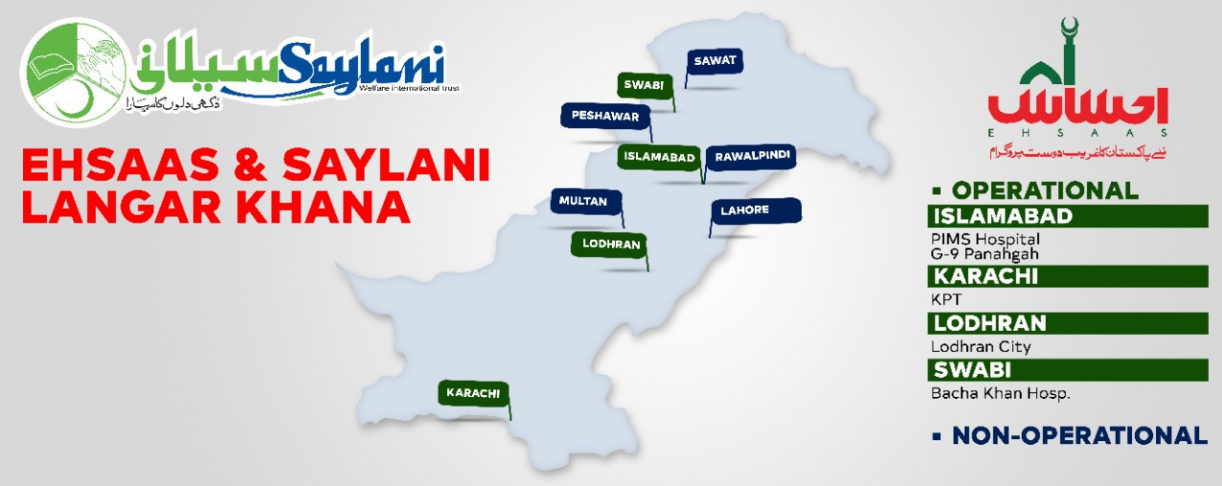 سیلانی Saylani
Welfare international trust
دکھی دلوں کا مسیحا
EHSAAS & SAYLANI
LANGAR KHANA
SAWAT
SWABI
PESHAWAR
ISLAMABAD
RAWALPINDI
MULTAN
LAHORE
LODHRAN
KARACHI
احساس
EHSAAS
نئے پاکستان کا غریب دوست پروگرام
▪ OPERATIONAL
ISLAMABAD
PIMS Hospital
G-9 Panahgah
KARACHI
KPT
LODHRAN
Lodhran City
SWABI
Bacha Khan Hosp.
▪ NON-OPERATIONAL